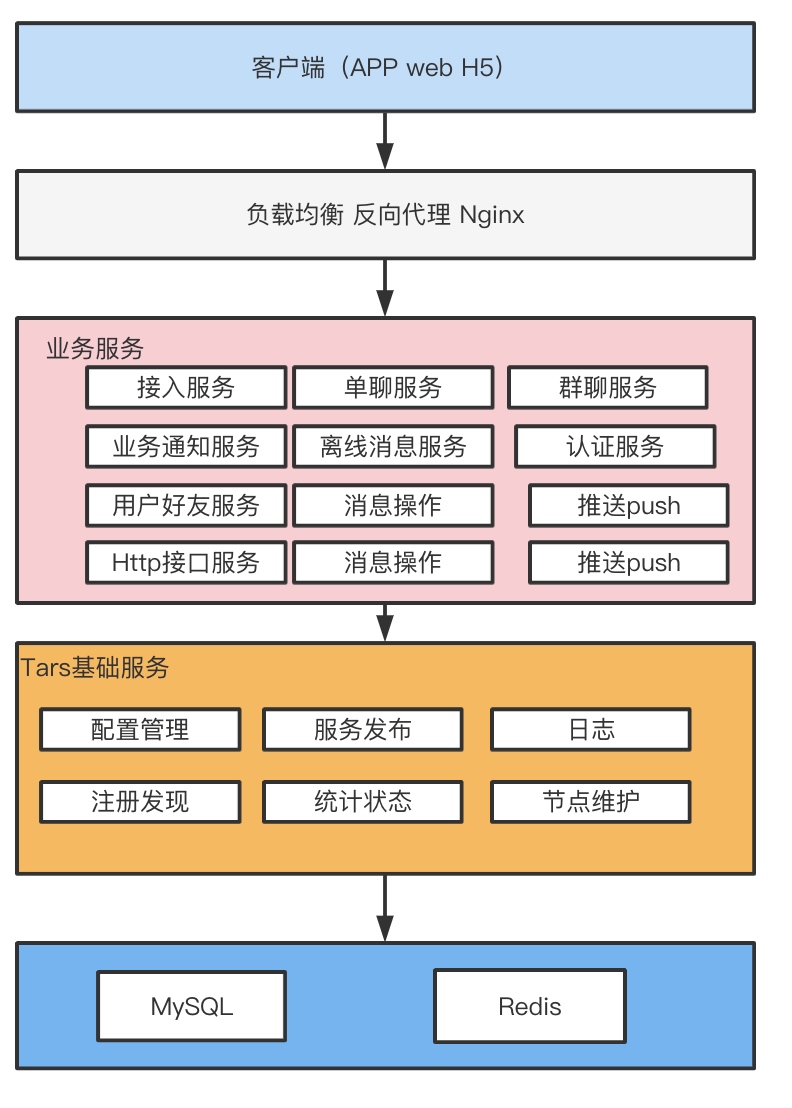 客户端（APP web H5）
负载均衡 反向代理 Nginx
业务服务
接入服务
单聊服务
群聊服务
业务通知服务
离线消息服务
认证服务
用户好友服务
消息操作
推送push
Http接口服务
消息操作
推送push
Tars基础服务
配置管理
服务发布
日志
注册发现
统计状态
节点维护
MySQL
Redis